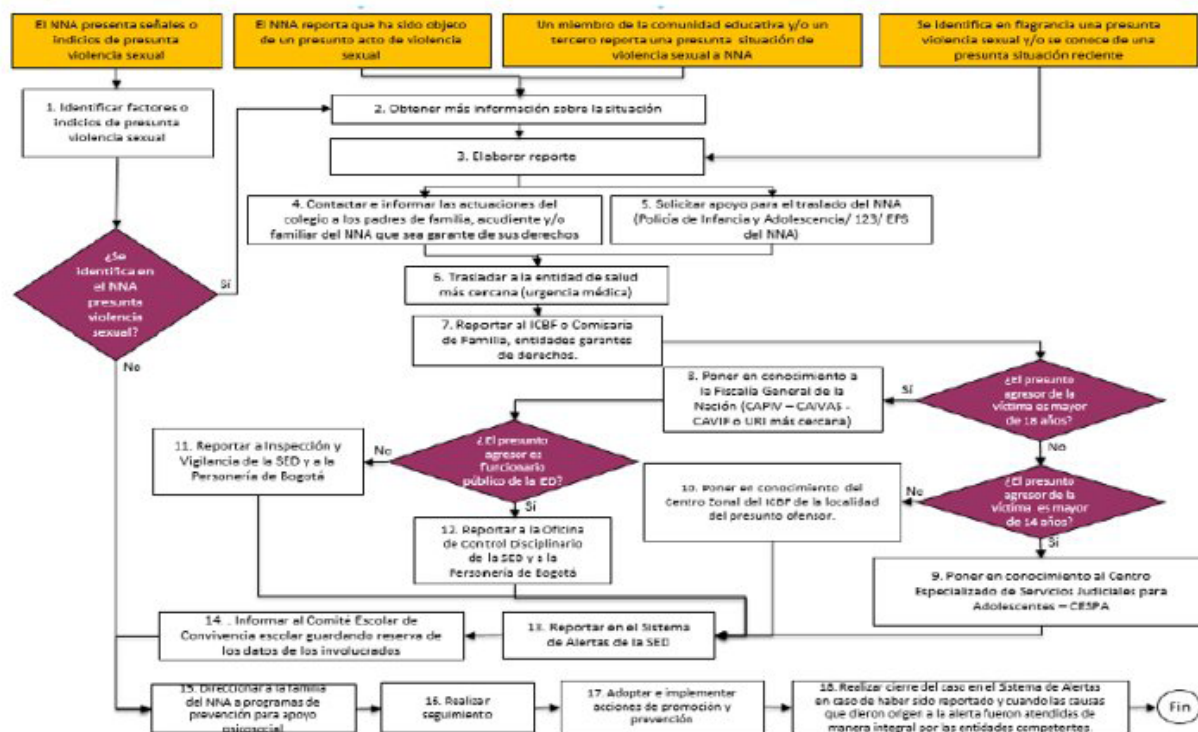 El NNA presenta señales o
indicios de presunta
violencia sexual
El NNA reporta que ha sido objeto
de un presunto acto de violencia
sexual
Un miembro de la comunidad educativa y/o un
tercero reporta una presunta situación de
violencia sexual a NNA
Se identifica en flagrancia una presunta
violencia sexual y/o se conoce de una
presunta situación reciente
1. Identificar factores o
indicios de presunta
violencia sexual
2. Obtener más información sobre la situación
3. Elaborar reporte
4. Contactar e informar las actuaciones del
colegio a los padres de familia, acudiente y/o
familiar del NNA que sea garante de sus derechos
5. Solicitar apoyo para el traslado del NNA
(Policía de Infancia y Adolescencia/ 123/ EPS
del NNA)
¿Se
identifica en
el NNA
presunta
violencia
sexual?
Sí
No
6. Trasladar a la entidad de salud
más cercana (urgencia médica)
7. Reportar al ICBF o Comisaria
de Familia, entidades garantes
de derechos.
8. Poner en conocimiento a
la Fiscalía General de la
Nación (CAPIV – CAIVAS -
CAVIF o URI más cercana)
Sí
¿El presunto
agresor de la
víctima es mayor
de 18 años?
No
11. Reportar a Inspección y
Vigilancia de la SED y a la
Personería de Bogotá
No
¿El presunto
agresor es
funcionario
público de la IED?
Sí
10. Poner en conocimiento del
Centro Zonal del ICBF de la localidad
del presunto ofensor.
No
¿El presunto
agresor de la
víctima es mayor
de 14 años?
Sí
12. Reportar a la Oficina
de Control Disciplinario
de la SED y a la
Personería de Bogotá
9. Poner en conocimiento al Centro
Especializado de Servicios Judiciales para
Adolescentes – CESPA
14. . Informar al Comité Escolar de
Convivencia escolar guardando reserva de
los datos de los involucrados
13. Reportar en el Sistema
de Alertas de la SED
15. Direccionar a la familia
del NNA a programas de
prevención para apoyo
psicosocial
16. Realizar
seguimiento
17. Adoptar e implementar
acciones de promoción y
prevención
18. Realizar cierre del caso en el Sistema de Alertas
en caso de haber sido reportado y cuando las causas
que dieron origen a la alerta fueron atendidas de
manera integral por las entidades competentes.
Fin